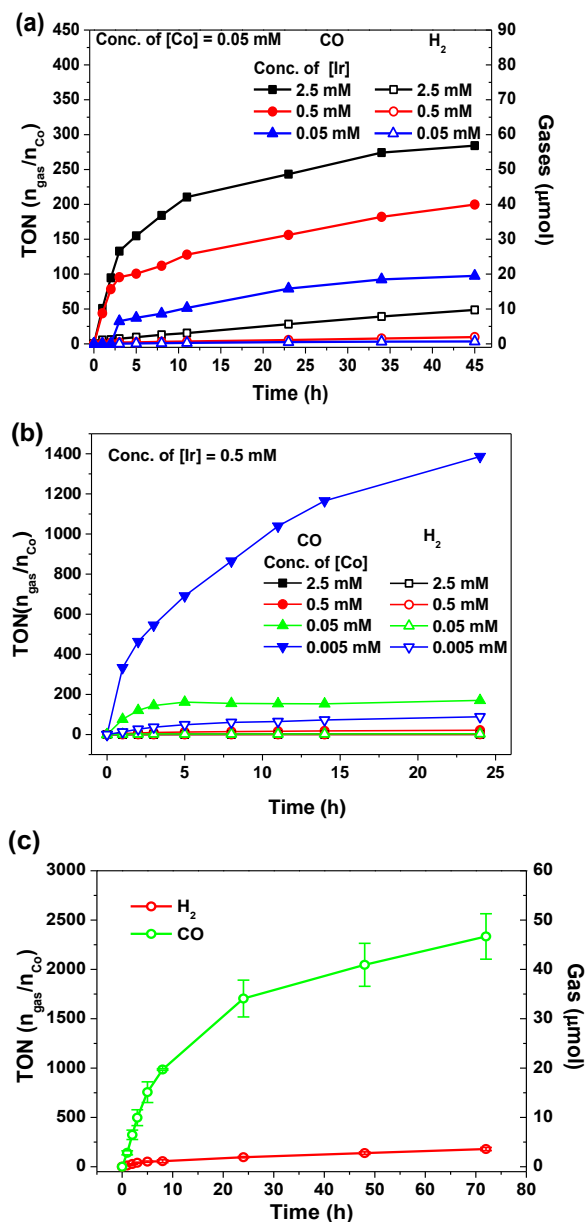 (a)
Conc. of [Co] = 0.05 mM CO H2
Conc. of [Ir]
2.5 mM 2.5 mM
0.5 mM 0.5 mM
0.05 mM 0.05 mM
450
400
350
300
250
200
150
100
50
0
TON (ngas/nCo)
90
80
70
60
50
40
30
20
10
0
Gases (μmol)
0 5 10 15 20 25 30 35 40 45
Time (h)
(b)
Conc. of [Ir] = 0.5 mM
CO H2
Conc. of [Co]
2.5 mM 2.5 mM
0.5 mM 0.5 mM
0.05 mM 0.05 mM
0.005 mM 0.005 mM
1400
1200
1000
800
600
400
200
0
TON(ngas/nCo)
0 5 10 15 20 25
Time (h)
(c)
H2
CO
3000
2500
2000
1500
1000
500
0
TON (ngas/nCo)
60
50
40
30
20
10
0
Gas (μmol)
0 10 20 30 40 50 60 70 80
Time (h)